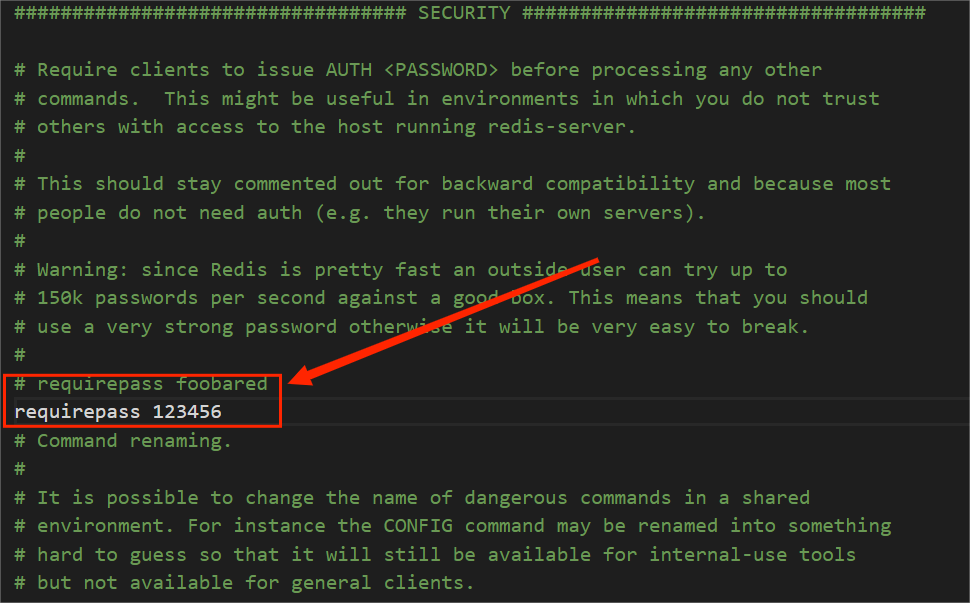 ################################## SECURITY ###################################
# Require clients to issue AUTH <PASSWORD> before processing any other
# commands.  This might be useful in environments in which you do not trust
# others with access to the host running redis-server.
#
# This should stay commented out for backward compatibility and because most
# people do not need auth (e.g. they run their own servers).
#
# Warning: since Redis is pretty fast an outside user can try up to
# 150k passwords per second against a good box. This means that you should
# use a very strong password otherwise it will be very easy to break.
#
# requirepass foobared
requirepass 123456
# Command renaming.
#
# It is possible to change the name of dangerous commands in a shared
# environment. For instance the CONFIG command may be renamed into something
# hard to guess so that it will still be available for internal-use tools
# but not available for general clients.